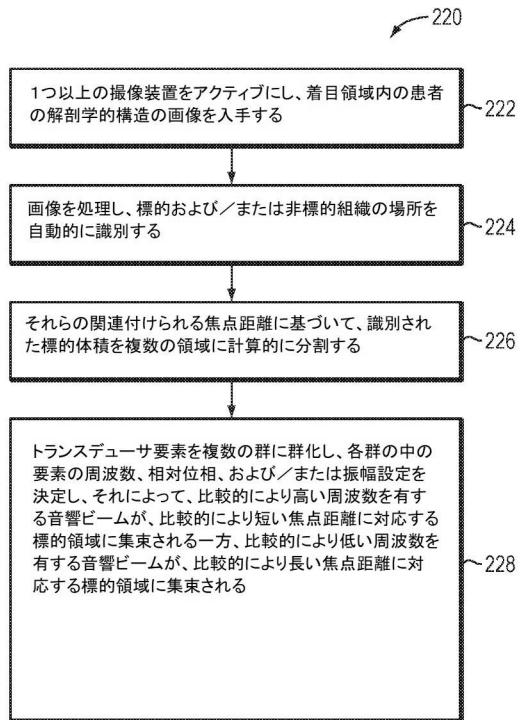 220
1つ以上の撮像装置をアクティブにし、着目領域内の患者
の解剖学的構造の画像を入手する
222
画像を処理し、標的および／または非標的組織の場所を
自動的に識別する
224
それらの関連付けられる焦点距離に基づいて、識別され
た標的体積を複数の領域に計算的に分割する
226
トランスデューサ要素を複数の群に群化し、各群の中の
要素の周波数、相対位相、および／または振幅設定を
決定し、それによって、比較的により高い周波数を有す
る音響ビームが、比較的により短い焦点距離に対応する
標的領域に集束される一方、比較的により低い周波数を
有する音響ビームが、比較的により長い焦点距離に対
応する標的領域に集束される
228